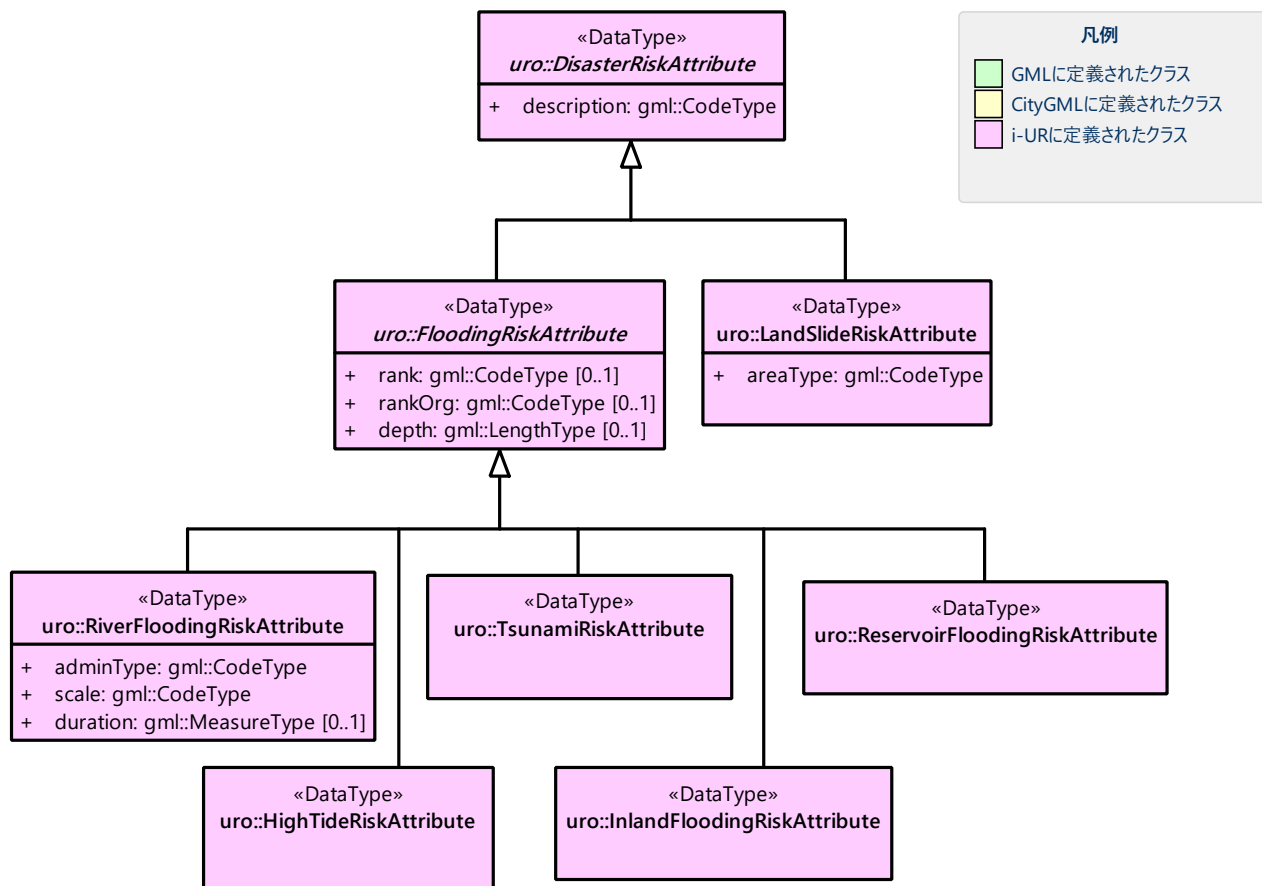 «DataType»
uro::DisasterRiskAttribute
+ description: gml::CodeType
凡例
GMLに定義されたクラス
CityGMLに定義されたクラス
i-URに定義されたクラス
«DataType»
uro::FloodingRiskAttribute
+ rank: gml::CodeType [0..1]
+ rankOrg: gml::CodeType [0..1]
+ depth: gml::LengthType [0..1]
«DataType»
uro::LandSlideRiskAttribute
+ areaType: gml::CodeType
«DataType»
uro::RiverFloodingRiskAttribute
+ adminType: gml::CodeType
+ scale: gml::CodeType
+ duration: gml::MeasureType [0..1]
«DataType»
uro::TsunamiRiskAttribute
«DataType»
uro::ReservoirFloodingRiskAttribute
«DataType»
uro::HighTideRiskAttribute
«DataType»
uro::InlandFloodingRiskAttribute